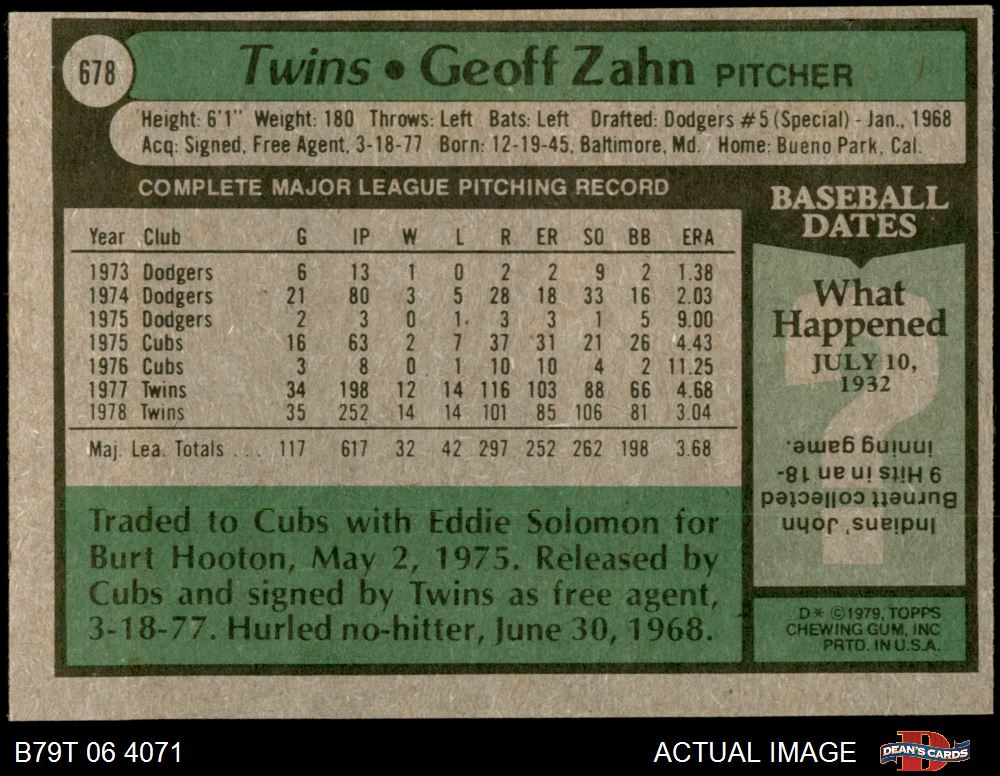 678
Twins • Geoff Zahn PITCHER
Height: 6'1" Weight: 180 Throws: Left Bats: Left Drafted: Dodgers #5 (Special) - Jan., 1968
Acq: Signed, Free Agent, 3-18-77 Born: 12-19-45, Baltimore, Md. Home: Bueno Park, Cal.
COMPLETE MAJOR LEAGUE PITCHING RECORD
Year Club G IP W L R ER SO BB ERA
1973 Dodgers 6 13 1 0 2 2 9 2 1.38
1974 Dodgers 21 80 3 5 28 18 33 16 2.03
1975 Dodgers 2 3 0 1 3 3 1 5 9.00
1975 Cubs 16 63 2 7 37 31 21 26 4.43
1976 Cubs 3 8 0 1 10 10 4 2 11.25
1977 Twins 34 198 12 14 116 103 88 66 4.68
1978 Twins 35 252 14 14 101 85 106 81 3.04
Maj. Lea. Totals ... 117 617 32 42 297 252 262 198 3.68
Traded to Cubs with Eddie Solomon for
Burt Hooton, May 2, 1975. Released by
Cubs and signed by Twins as free agent,
3-18-77. Hurled no-hitter, June 30, 1968.
BASEBALL
DATES
What
Happened
JULY 10,
1932
?
Indians' John
Burnett collected
9 Hits in an 18-
inning game.
D* ©1979, TOPPS
CHEWING GUM, INC
PRTD. IN U.S.A.
B79T 06 4071
ACTUAL IMAGE
D
DEAN'S CARDS